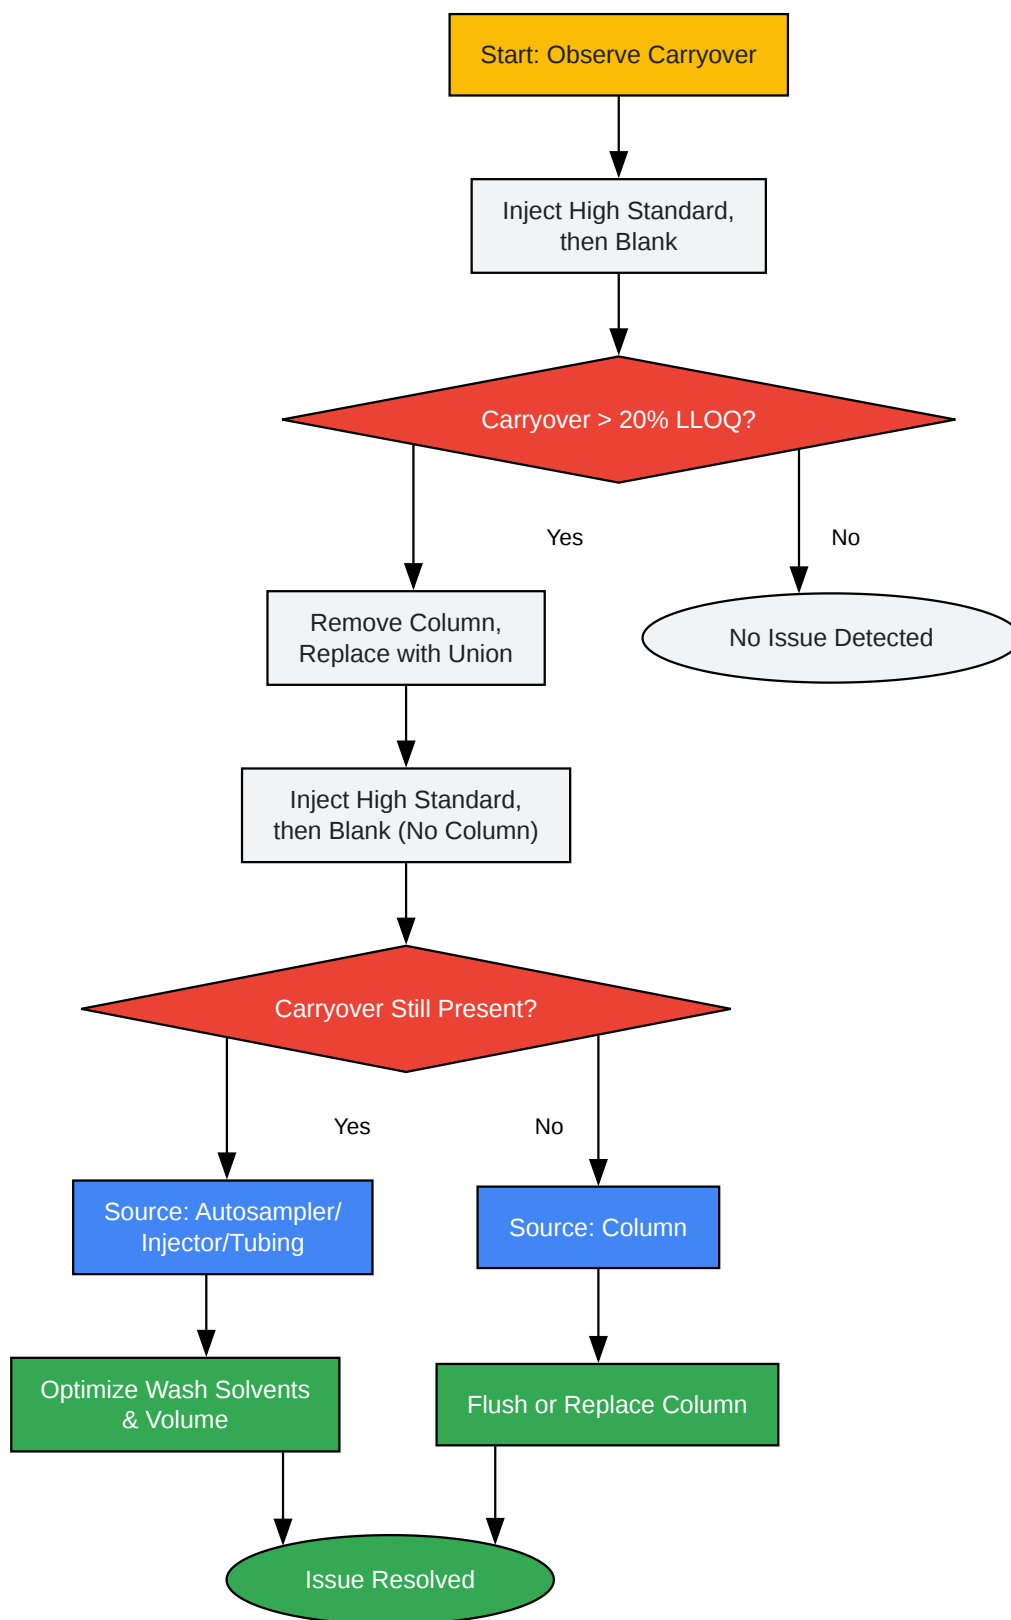 Start: Observe Carryover
Inject High Standard,
then Blank
Carryover > 20% LLOQ?
Yes
No
Remove Column,
Replace with Union
No Issue Detected
Inject High Standard,
then Blank (No Column)
Carryover Still Present?
Yes
No
Source: Autosampler/
Injector/Tubing
Source: Column
Optimize Wash Solvents
& Volume
Flush or Replace Column
Issue Resolved